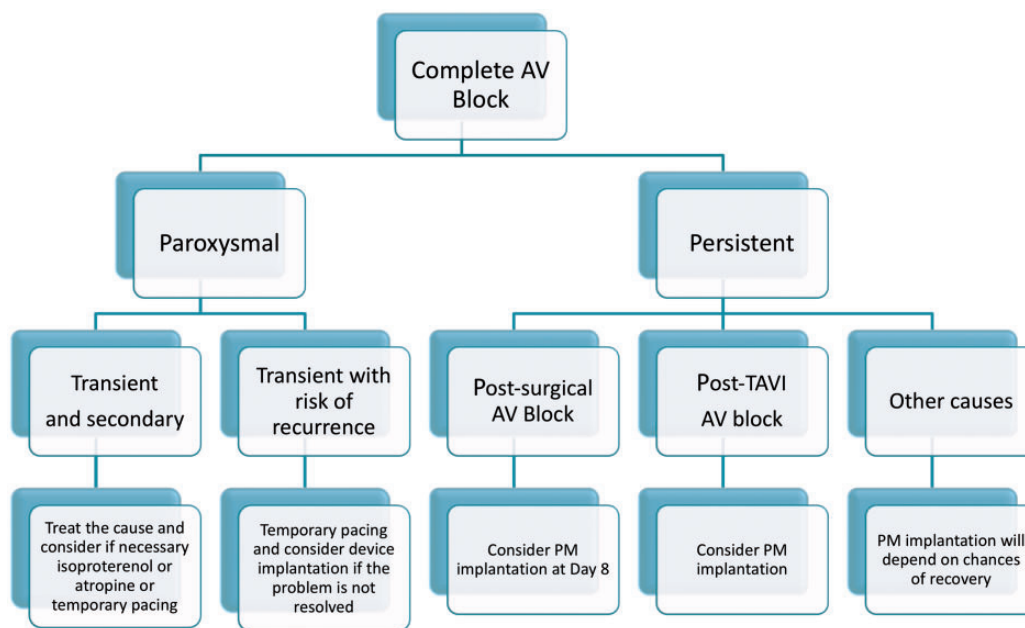 Complete AV
Block
Paroxysmal
Persistent
Transient
and secondary
Transient with
risk of
recurrence
Post-surgical
AV Block
Post-TAVI
AV block
Other causes
Treat the cause and
consider if necessary
isoproterenol or
atropine or
temporary pacing
Temporary pacing
and consider device
implantation if the
problem is not
resolved
Consider PM
implantation at Day 8
Consider PM
implantation
PM implantation will
depend on chances
of recovery